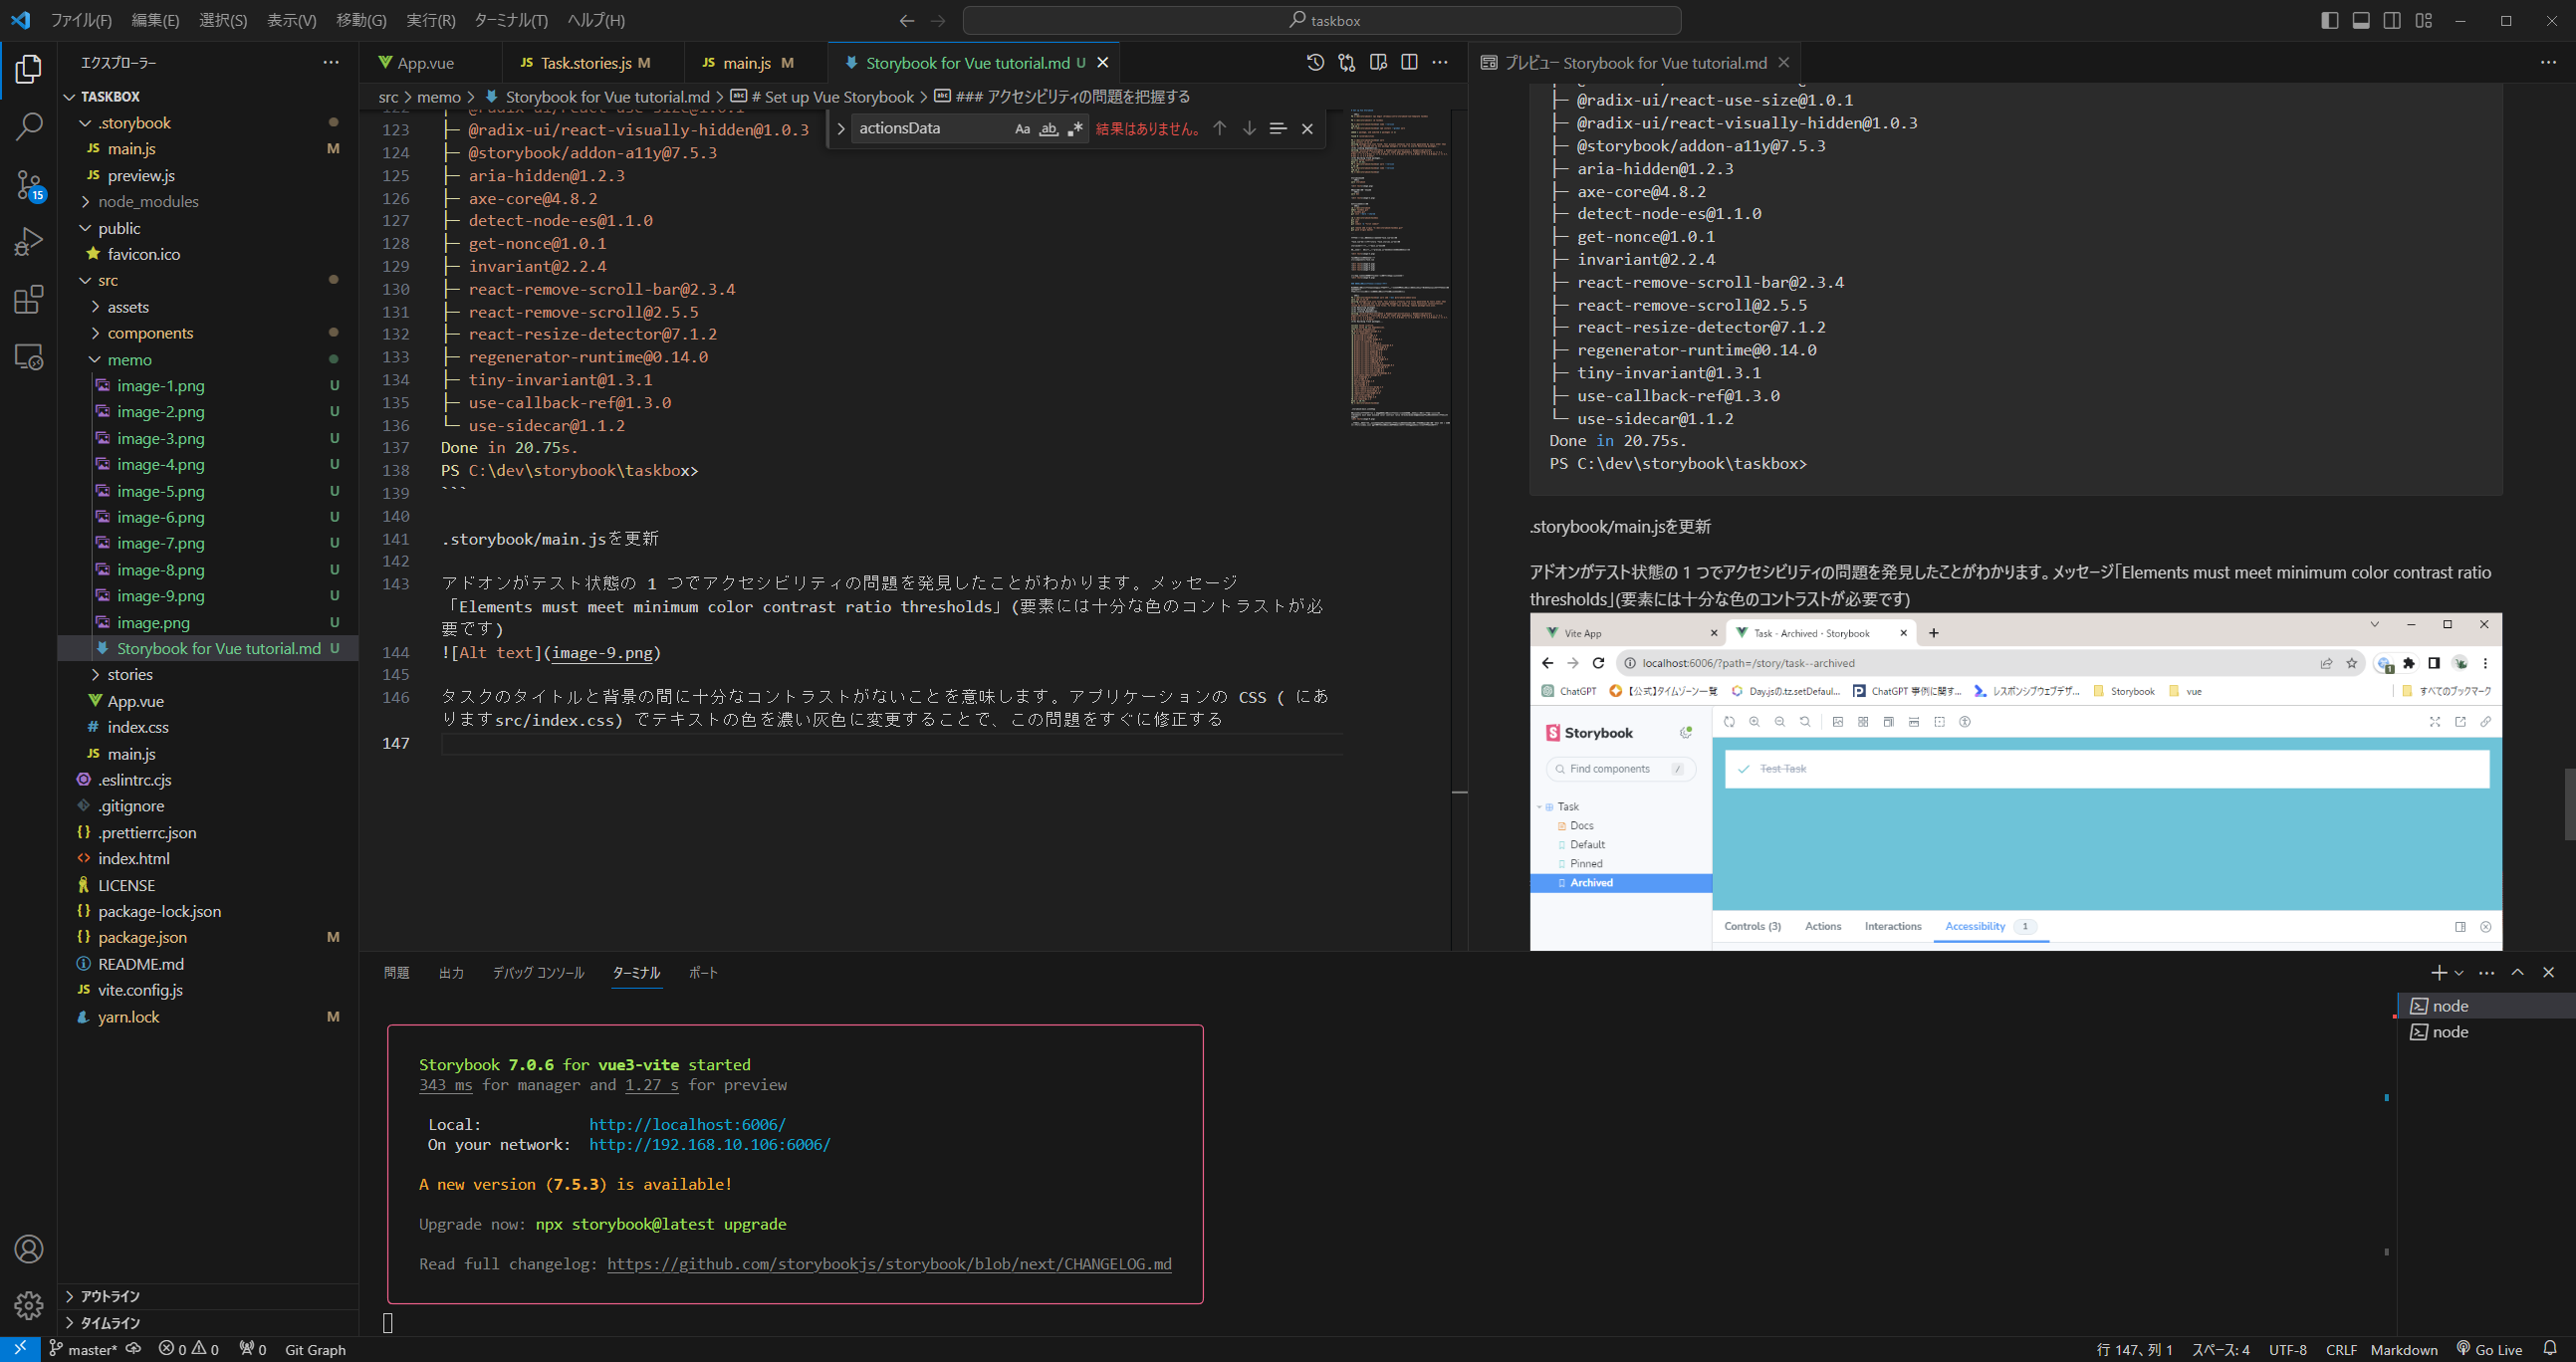 ファイル(F) 編集(E) 選択(S) 表示(V) 移動(G) 実行(R) ターミナル(T) ヘルプ(H)
taskbox
エクスプローラー
TASKBOX
.storybook
JS main.js M
JS preview.js
node_modules
public
favicon.ico
src
assets
components
memo
image-1.png U
image-2.png U
image-3.png U
image-4.png U
image-5.png U
image-6.png U
image-7.png U
image-8.png U
image-9.png U
image.png U
Storybook for Vue tutorial.md U
stories
App.vue
# index.css
JS main.js
.eslintrc.cjs
.gitignore
{} .prettierrc.json
<> index.html
LICENSE
{} package-lock.json
{} package.json M
README.md
JS vite.config.js
yarn.lock M
アウトライン
タイムライン
15
App.vue
JS Task.stories.js M
JS main.js M
Storybook for Vue tutorial.md U
src > memo > Storybook for Vue tutorial.md > # Set up Vue Storybook > ### アクセシビリティの問題を把握する
actionsData Aa ab 結果はありません。
123 ├─ @radix-ui/react-visually-hidden@1.0.3
124 ├─ @storybook/addon-a11y@7.5.3
125 ├─ aria-hidden@1.2.3
126 ├─ axe-core@4.8.2
127 ├─ detect-node-es@1.1.0
128 ├─ get-nonce@1.0.1
129 ├─ invariant@2.2.4
130 ├─ react-remove-scroll-bar@2.3.4
131 ├─ react-remove-scroll@2.5.5
132 ├─ react-resize-detector@7.1.2
133 ├─ regenerator-runtime@0.14.0
134 ├─ tiny-invariant@1.3.1
135 ├─ use-callback-ref@1.3.0
136 └─ use-sidecar@1.1.2
137 Done in 20.75s.
138 PS C:\dev\storybook\taskbox>
139 ```
140
141 .storybook/main.jsを更新
142
143 アドオンがテスト状態の 1 つでアクセシビリティの問題を発見したことがわかります。メッセージ
「Elements must meet minimum color contrast ratio thresholds」(要素には十分な色のコントラストが必
要です)
144 ![Alt text](image-9.png)
145
146 タスクのタイトルと背景の間に十分なコントラストがないことを意味します。アプリケーションの CSS ( にあ
りますsrc/index.css) でテキストの色を濃い灰色に変更することで、この問題をすぐに修正する
147
プレビュー Storybook for Vue tutorial.md
├─ @radix-ui/react-use-size@1.0.1
├─ @radix-ui/react-visually-hidden@1.0.3
├─ @storybook/addon-a11y@7.5.3
├─ aria-hidden@1.2.3
├─ axe-core@4.8.2
├─ detect-node-es@1.1.0
├─ get-nonce@1.0.1
├─ invariant@2.2.4
├─ react-remove-scroll-bar@2.3.4
├─ react-remove-scroll@2.5.5
├─ react-resize-detector@7.1.2
├─ regenerator-runtime@0.14.0
├─ tiny-invariant@1.3.1
├─ use-callback-ref@1.3.0
└─ use-sidecar@1.1.2
Done in 20.75s.
PS C:\dev\storybook\taskbox>
.storybook/main.jsを更新
アドオンがテスト状態の 1 つでアクセシビリティの問題を発見したことがわかります。メッセージ「Elements must meet minimum color contrast ratio
thresholds」(要素には十分な色のコントラストが必要です)
Vite App
Task - Archived - Storybook
localhost:6006/?path=/story/task--archived
ChatGPT 【公式】タイムゾーン一覧 Day.jsの.tz.setDefaul... ChatGPT 事例に関す... レスポンシブウェブデザ... Storybook vue すべてのブックマーク
Storybook
Find components /
Task
Docs
Default
Pinned
Archived
Test Task
Controls (3) Actions Interactions Accessibility 1
問題 出力 デバッグ コンソール ターミナル ポート
node
node
Storybook 7.0.6 for vue3-vite started
343 ms for manager and 1.27 s for preview
Local: http://localhost:6006/
On your network: http://192.168.10.106:6006/
A new version (7.5.3) is available!
Upgrade now: npx storybook@latest upgrade
Read full changelog: https://github.com/storybookjs/storybook/blob/next/CHANGELOG.md
master* 0 0 0 Git Graph
行 147、列 1 スペース: 4 UTF-8 CRLF Markdown Go Live